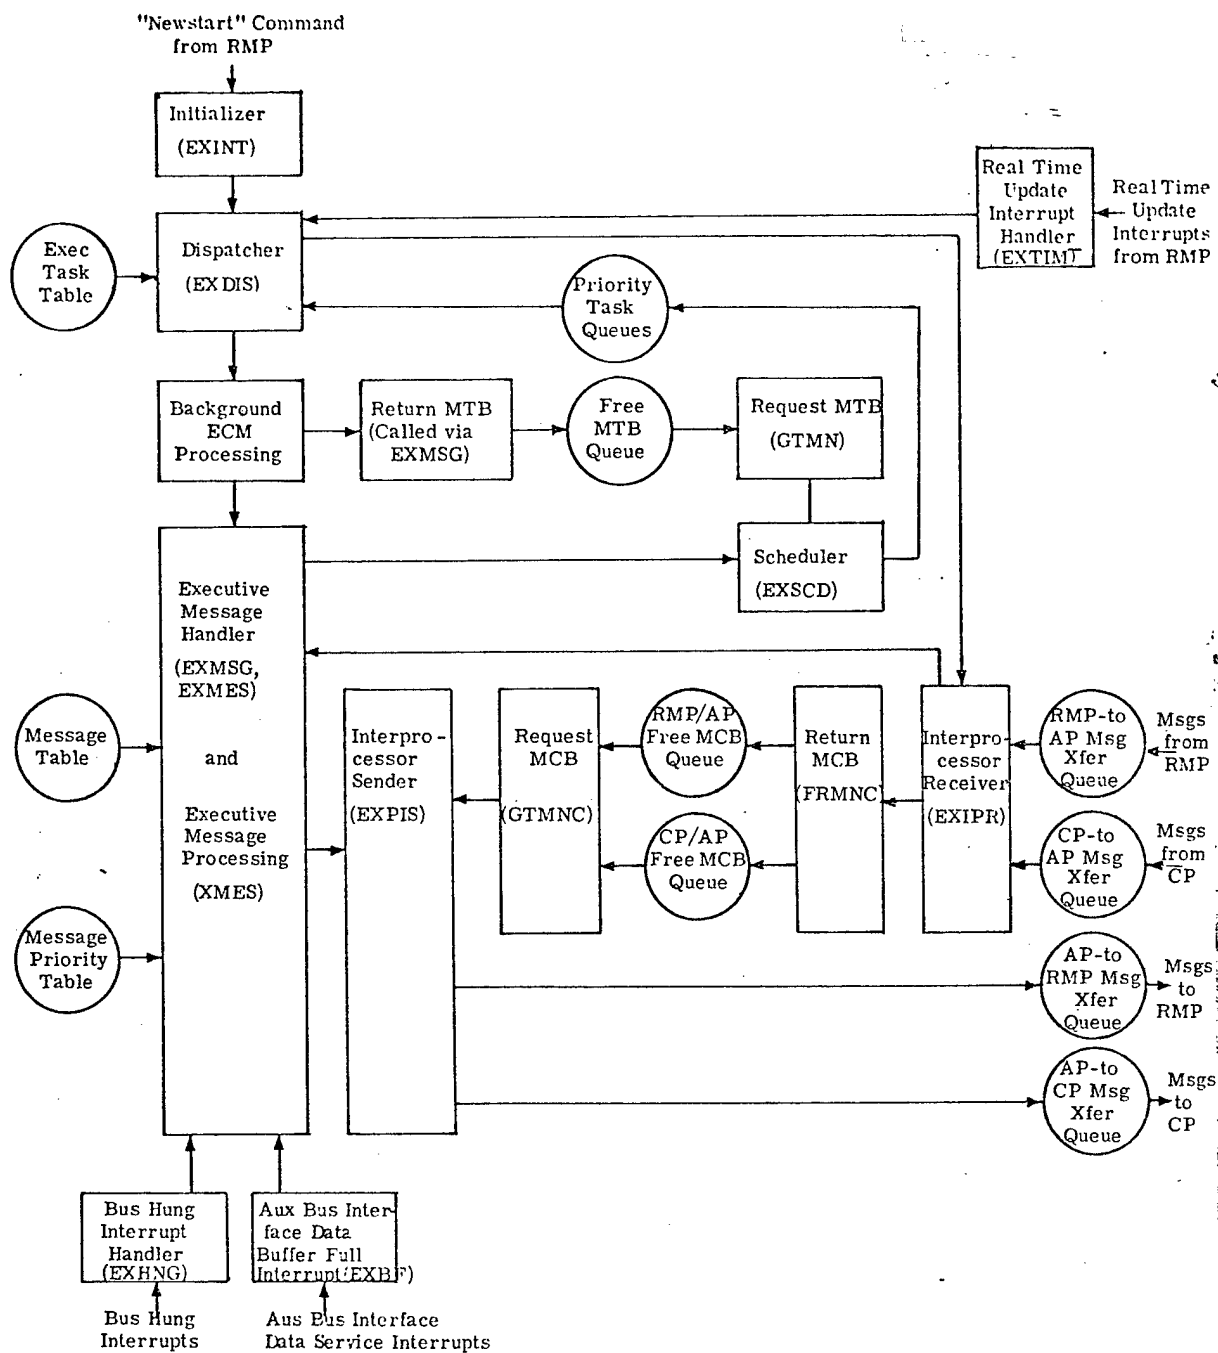 "Newstart" Command
from RMP
Initializer
(EXINT)
Real Time
Update
Interrupt
Handler
(EXTIM)
Real Time
Update
Interrupts
from RMP
Exec
Task
Table
Dispatcher
(EXDIS)
Priority
Task
Queues
Background
ECM
Processing
Return MTB
(Called via
EXMSG)
Free
MTB
Queue
Request MTB
(GTMN)
Scheduler
(EXSCD)
Executive
Message
Handler
(EXMSG,
EXMES)
and
Executive
Message
Processing
(XMES)
Message
Table
Message
Priority
Table
Interpro-
cessor
Sender
(EXPIS)
Request
MCB
(GTMNC)
RMP/AP
Free MCB
Queue
CP/AP
Free MCB
Queue
Return
MCB
(FRMNC)
Interpro-
cessor
Receiver
(EXIPR)
RMP-to
AP Msg
Xfer
Queue
Msgs
from
RMP
CP-to
AP Msg
Xfer
Queue
Msgs
from
CP
AP-to
RMP Msg
Xfer
Queue
Msgs
to
RMP
AP-to
CP Msg
Xfer
Queue
Msgs
to
CP
Bus Hung
Interrupt
Handler
(EXHNG)
Aux Bus Inter-
face Data
Buffer Full
Interrupt(EXBIF)
Bus Hung
Interrupts
Aus Bus Interface
Data Service Interrupts